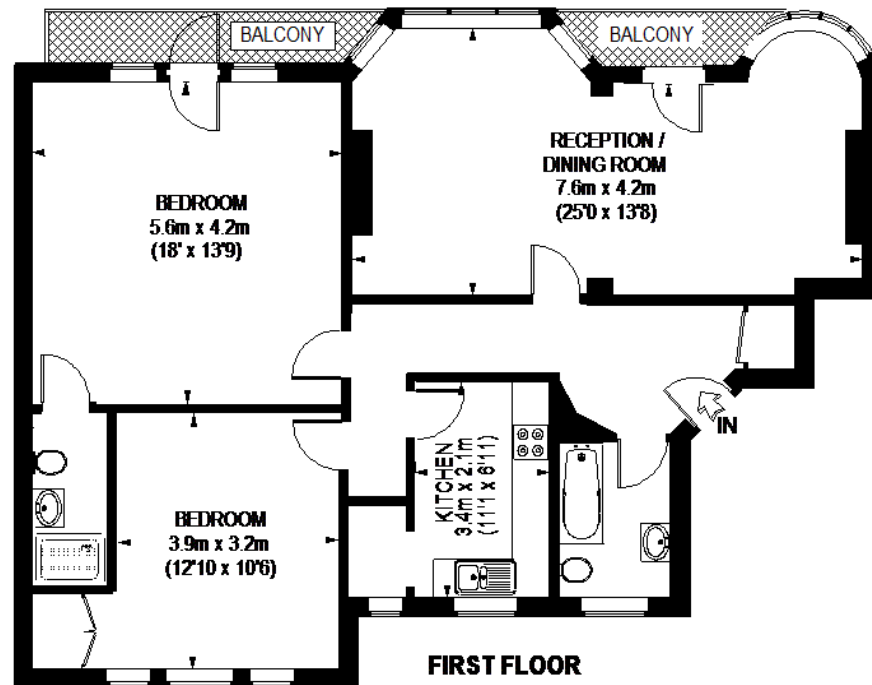 BALCONY
BALCONY
RECEPTION /
DINING ROOM
7.6m x 4.2m
(25'0 x 13'8)
BEDROOM
5.6m x 4.2m
(18' x 13'9)
IN
KITCHEN
3.4m x 2.1m
(11'1 x 6'11)
BEDROOM
3.9m x 3.2m
(12'10 x 10'6)
FIRST FLOOR